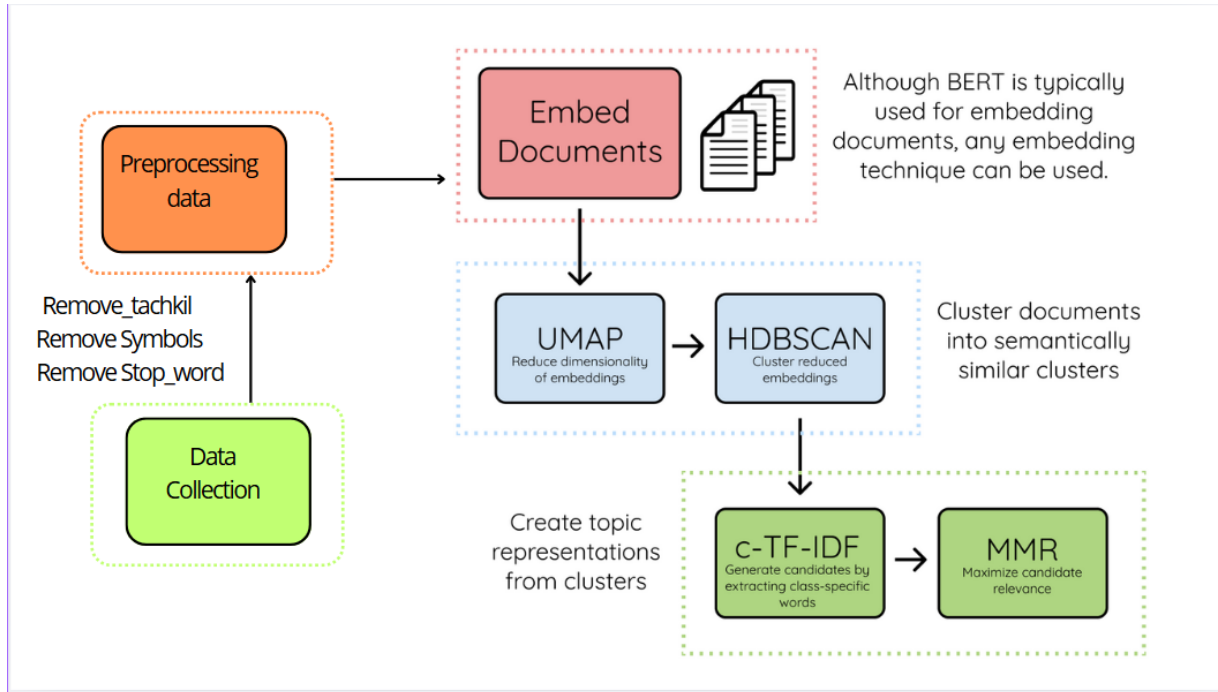 Data
Collection
Remove_tachkil
Remove Symbols
Remove Stop_word
Preprocessing
data
Embed
Documents
Although BERT is typically
used for embedding
documents, any embedding
technique can be used.
UMAP
Reduce dimensionality
of embeddings
HDBSCAN
Cluster reduced
embeddings
Cluster documents
into semantically
similar clusters
Create topic
representations
from clusters
c-TF-IDF
Generate candidates by
extracting class-specific
words
MMR
Maximize candidate
relevance